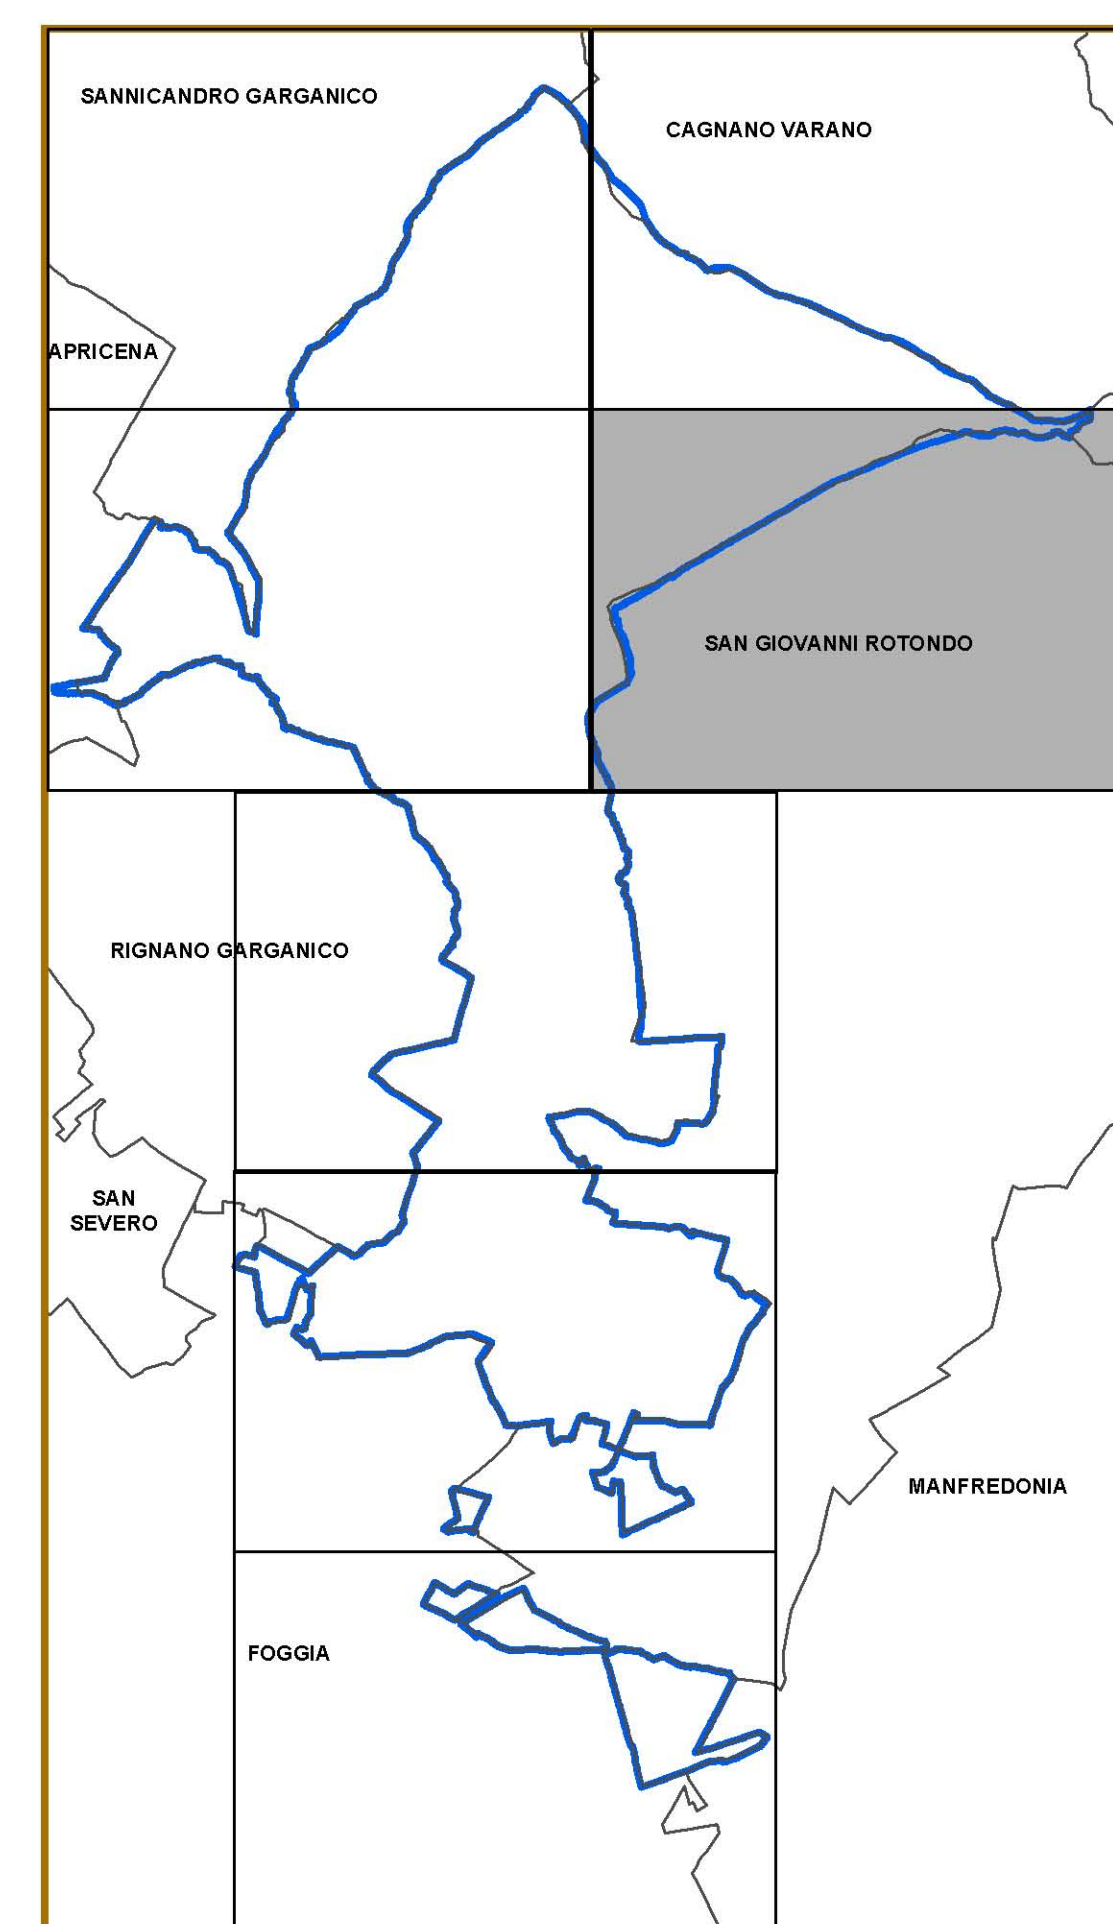 SANNICANDRO GARGANICO
CAGNANO VARANO
APRICENA
SAN GIOVANNI ROTONDO
RIGNANO GARGANICO
SAN
SEVERO
MANFREDONIA
FOGGIA